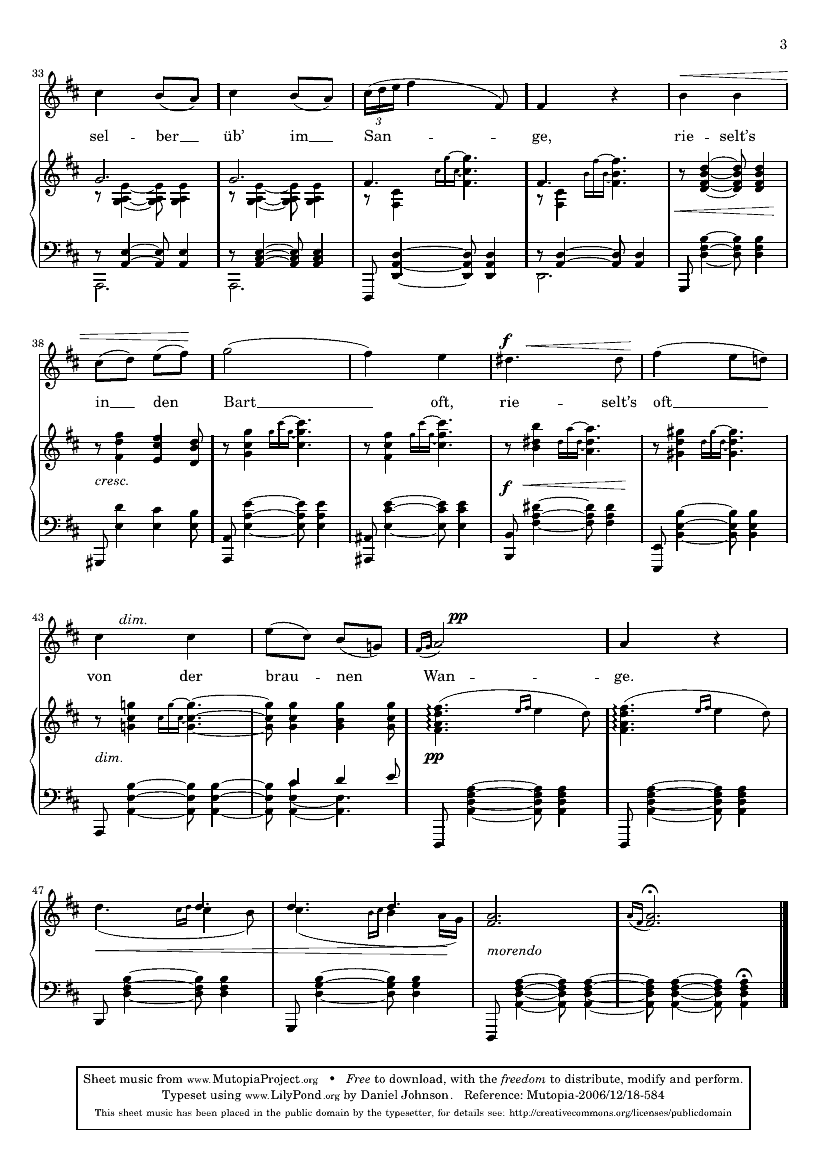 3
33
3
sel - ber__ üb' im__ San - - - ge, rie - selt's
38
f
in__ den Bart__ oft, rie - selt's oft__
cresc.
f
43
dim.
pp
von der brau - nen Wan - - - ge.
dim.
pp
47
morendo
Sheet music from www.MutopiaProject.org • Free to download, with the freedom to distribute, modify and perform.
Typeset using www.LilyPond.org by Daniel Johnson. Reference: Mutopia-2006/12/18-584
This sheet music has been placed in the public domain by the typesetter, for details see: http://creativecommons.org/licenses/publicdomain